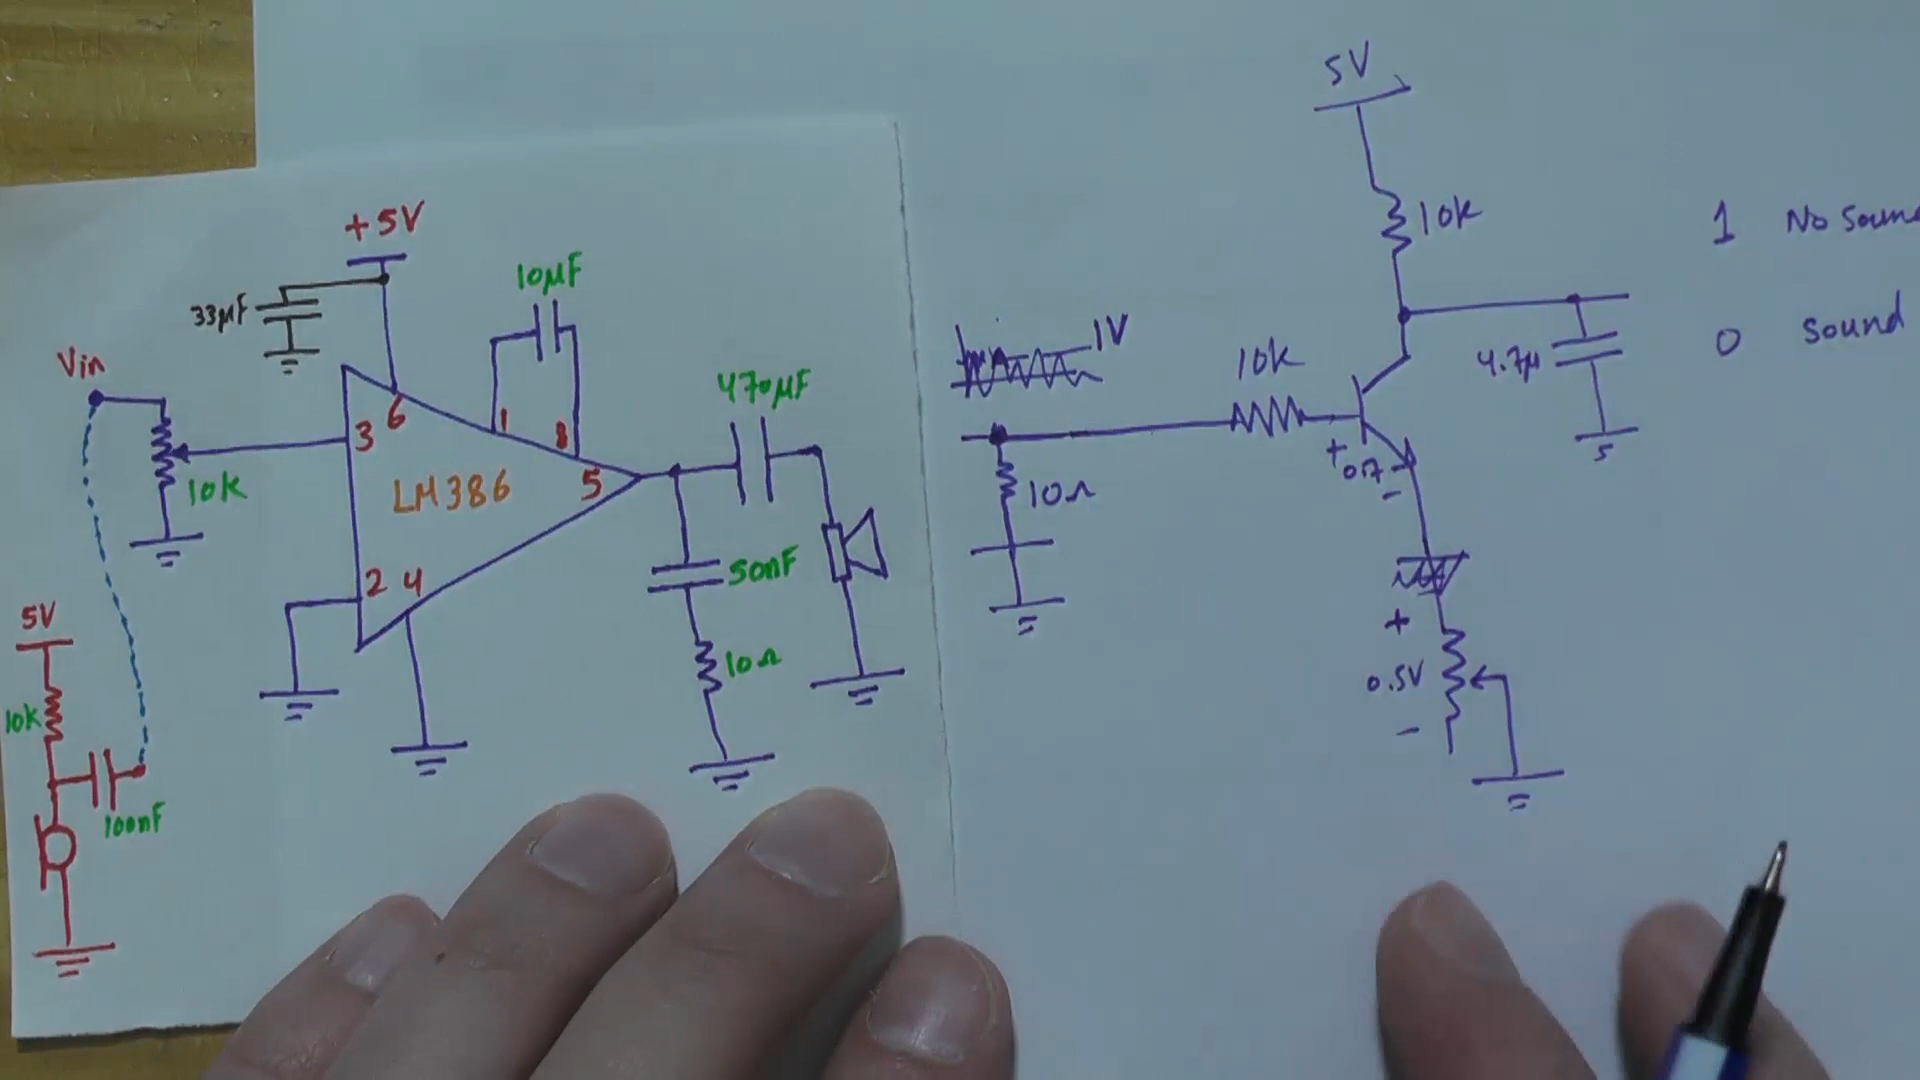 +5V
10µF
33µF
Vin
470µF
3
6
1
8
5
10k
LM386
2
4
50nF
10Ω
5V
10k
100nF
5V
10k
1 No Soun
1V
10k
4.7µ
0 Sound
+
0.7
-
10Ω
+
0.5V
-